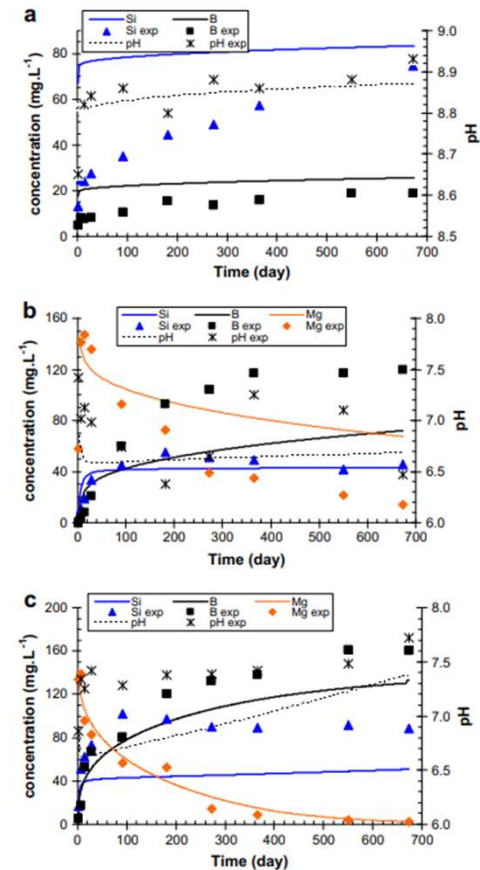 a
Si B
Si exp B exp
pH pH exp
concentration (mg.L-1)
80
60
40
20
0
9.0
8.9
8.8
8.7
8.6
8.5
pH
0 100 200 300 400 500 600 700
Time (day)
b
Si B Mg
Si exp B exp Mg exp
pH pH exp
concentration (mg.L-1)
160
120
80
40
0
8.0
7.5
7.0
6.5
6.0
pH
0 100 200 300 400 500 600 700
Time (day)
c
Si B Mg
Si exp B exp Mg exp
pH pH exp
concentration (mg.L-1)
200
160
120
80
40
0
8.0
7.5
7.0
6.5
6.0
pH
0 100 200 300 400 500 600 700
Time (day)